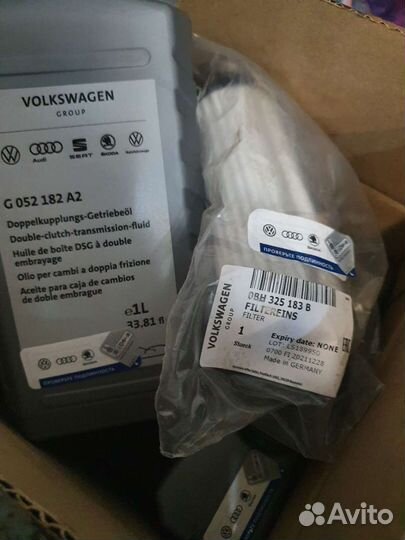 VOLKSWAGEN
GROUP
Audi
SEAT
ŠKODA
G 052 182 A2
Doppelkupplungs-Getriebeöl
Double-clutch-transmission-fluid
Huile de boîte DSG à double
embrayage
Olio per cambi a doppia frizione
Aceite para caja de cambios
de doble embrague
1L
33.81 fl
ПРОВЕРЬТЕ ПОДЛИННОСТЬ
ПРОВЕРЬТЕ ПОДЛИННОСТЬ
VOLKSWAGEN
GROUP
0BH 325 183 B
FILTEREINS
FILTER
1
Stueck
Expiry date: NONE
Made in GERMANY
EAC
Avito